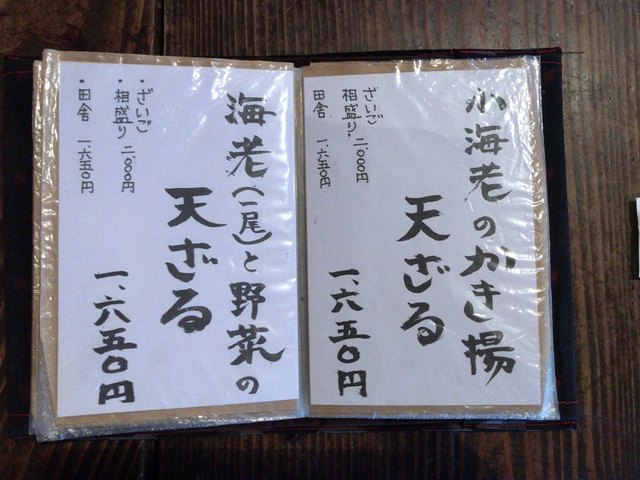 小海老のかき揚
天ざる
一、六五〇円
ざいご
相盛り 二、〇〇〇円
田舎 一、六五〇円
海老(一尾)と野菜の
天ざる
一、六五〇円
・ざいご
・相盛り 二、〇〇〇円
・田舎 一、六五〇円